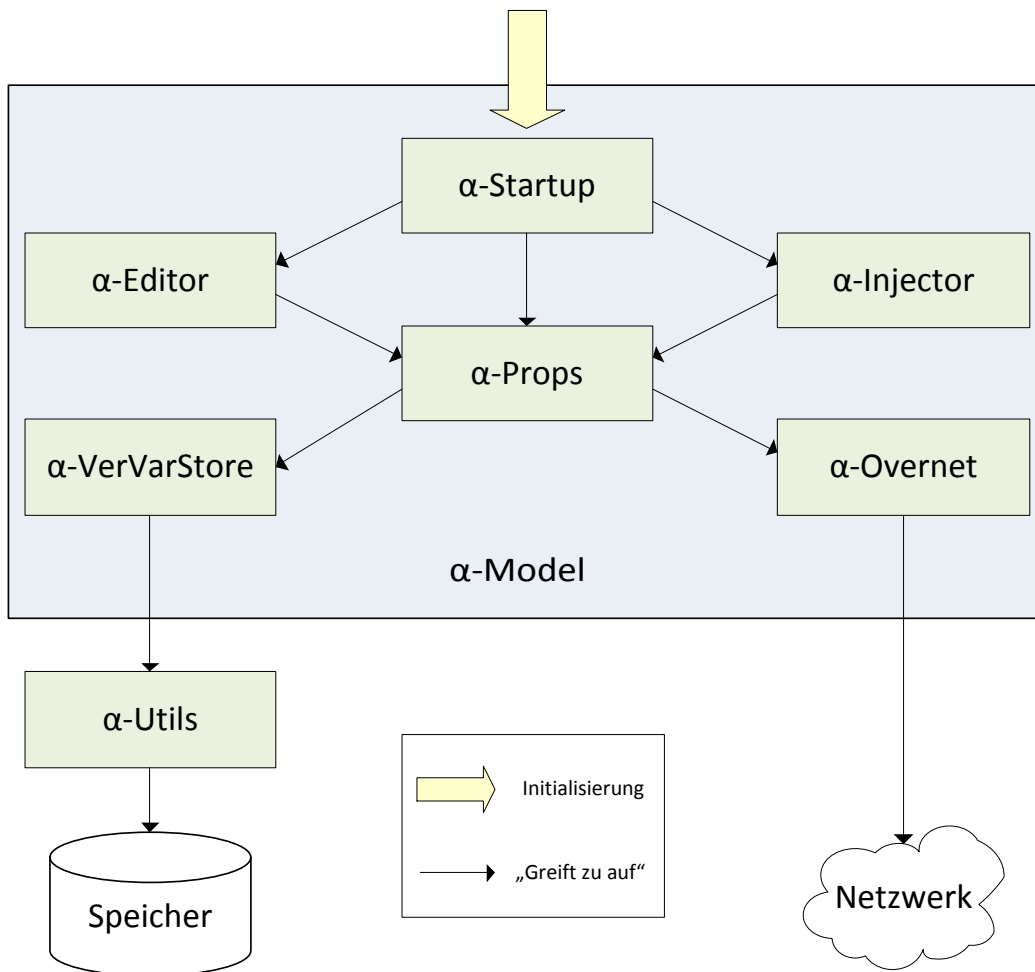 α-Startup
α-Editor
α-Injector
α-Props
α-VerVarStore
α-Overnet
α-Model
α-Utils
Initialisierung
„Greift zu auf“
Speicher
Netzwerk